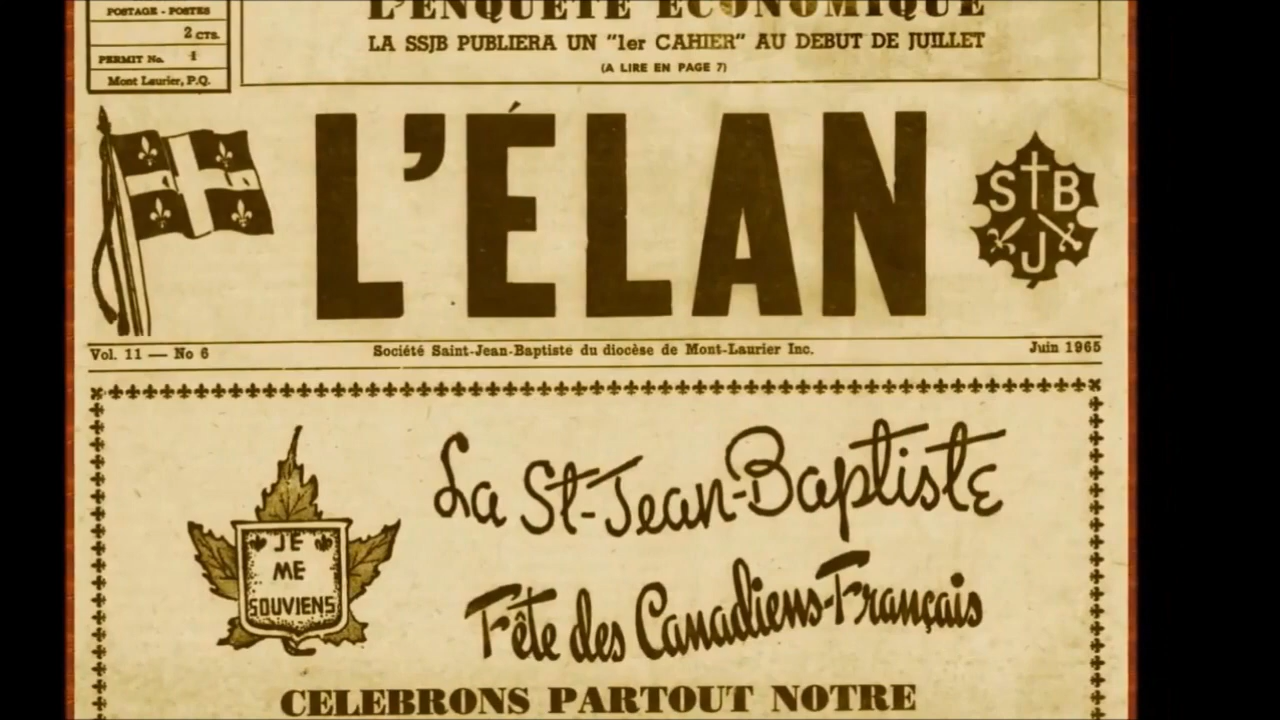 POSTAGE - POSTES
2 CTS.
PERMIT No. 1
Mont Laurier, P.Q.
L'ENQUETE ECONOMIQUE
LA SSJB PUBLIERA UN "1er CAHIER" AU DEBUT DE JUILLET
(A LIRE EN PAGE 7)
L'ÉLAN
S B
J
Vol. 11 — No 6
Société Saint-Jean-Baptiste du diocèse de Mont-Laurier Inc.
Juin 1965
La St-Jean-Baptiste
JE
ME
SOUVIENS
Fête des Canadiens-Français
CELEBRONS PARTOUT NOTRE